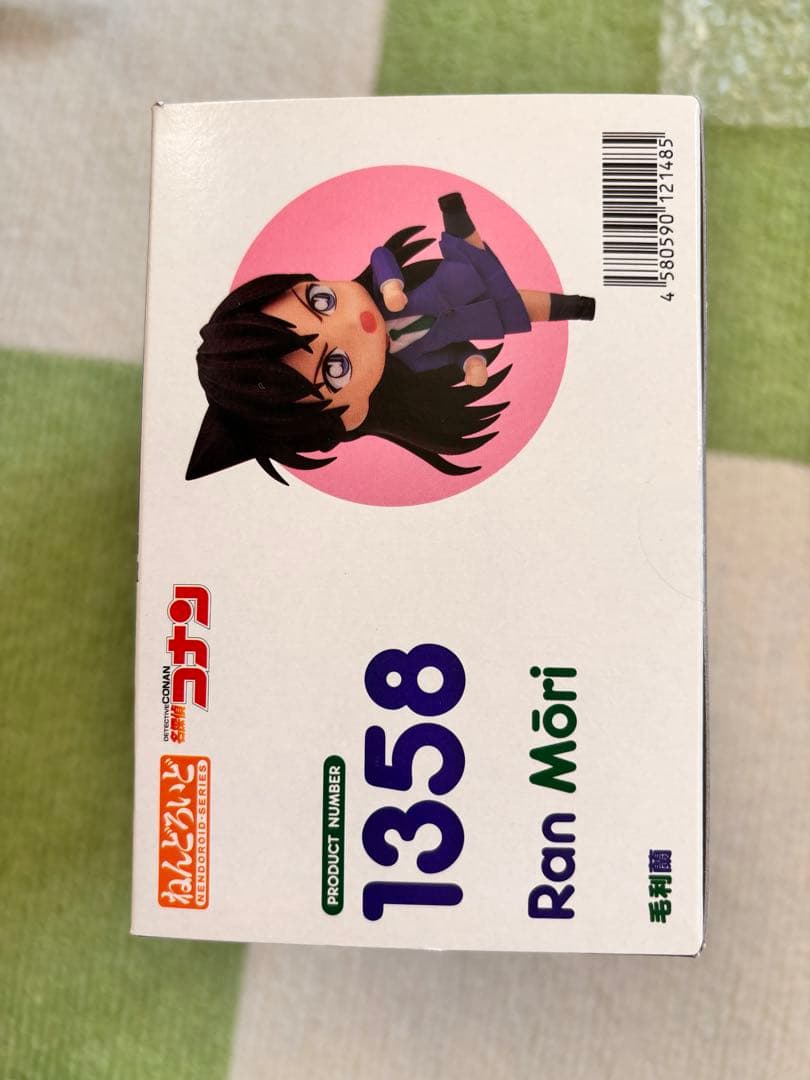 ねんどろいど
NENDOROID·SERIES
DETECTIVE CONAN
名探偵
コナン
PRODUCT NUMBER
1358
Ran Mōri
毛利蘭
4 580590 121485